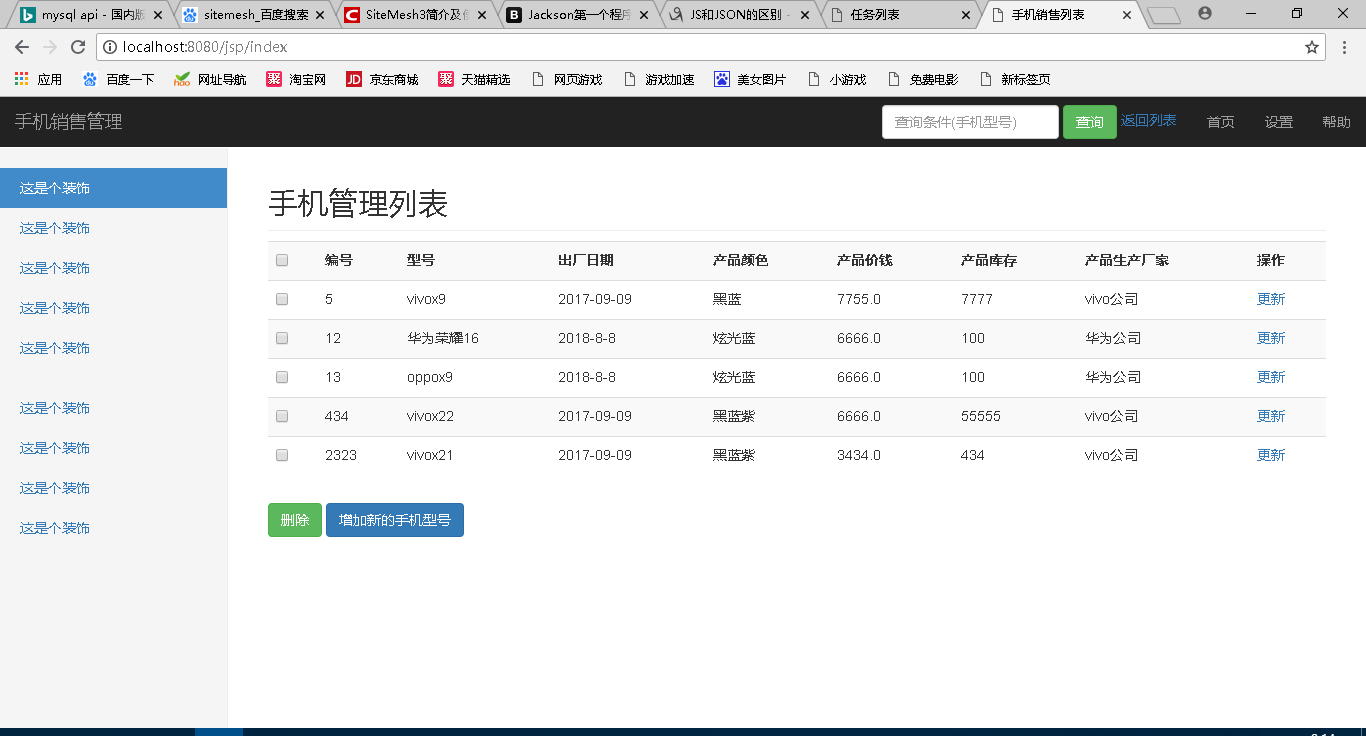 mysql api - 国内版
sitemesh_百度搜索
SiteMesh3简介及使
Jackson第一个程序
JS和JSON的区别 -
任务列表
手机销售列表
localhost:8080/jsp/index
应用 百度一下 网址导航 淘宝网 京东商城 天猫精选 网页游戏 游戏加速 美女图片 小游戏 免费电影 新标签页
手机销售管理 查询条件(手机型号) 查询 返回列表 首页 设置 帮助
这是个装饰
这是个装饰
这是个装饰
这是个装饰
这是个装饰
这是个装饰
这是个装饰
这是个装饰
这是个装饰
手机管理列表
编号 型号 出厂日期 产品颜色 产品价钱 产品库存 产品生产厂家 操作
5 vivox9 2017-09-09 黑蓝 7755.0 7777 vivo公司 更新
12 华为荣耀16 2018-8-8 炫光蓝 6666.0 100 华为公司 更新
13 oppox9 2018-8-8 炫光蓝 6666.0 100 华为公司 更新
434 vivox22 2017-09-09 黑蓝紫 6666.0 55555 vivo公司 更新
2323 vivox21 2017-09-09 黑蓝紫 3434.0 434 vivo公司 更新
删除 增加新的手机型号